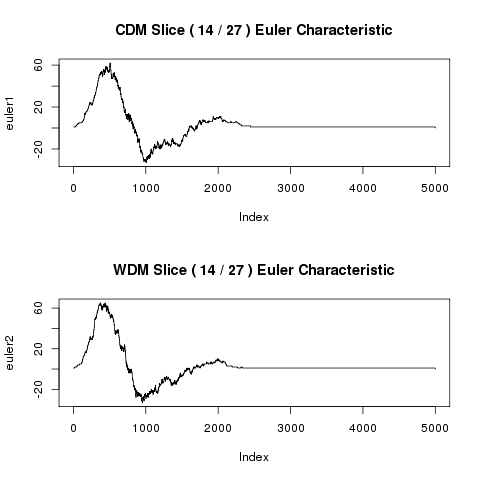 CDM Slice ( 14 / 27 ) Euler Characteristic
euler1
60
20
-20
0 1000 2000 3000 4000 5000
Index
WDM Slice ( 14 / 27 ) Euler Characteristic
euler2
60
20
-20
0 1000 2000 3000 4000 5000
Index